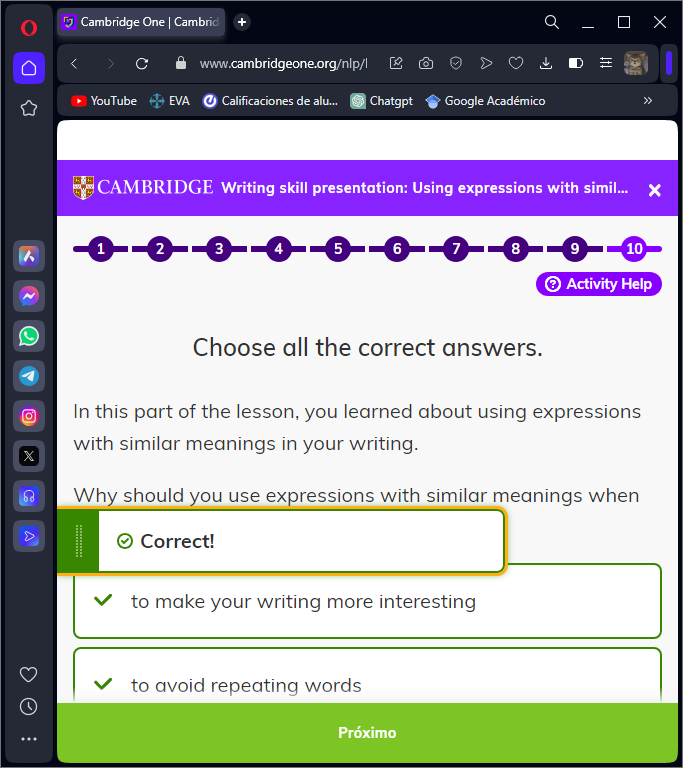 Cambridge One | Cambrid
www.cambridgeone.org/nlp/l
YouTube EVA Calificaciones de alu... Chatgpt Google Académico »
CAMBRIDGE Writing skill presentation: Using expressions with simil...
1 2 3 4 5 6 7 8 9 10
Activity Help
Choose all the correct answers.
In this part of the lesson, you learned about using expressions
with similar meanings in your writing.
Why should you use expressions with similar meanings when
Correct!
to make your writing more interesting
to avoid repeating words
Próximo